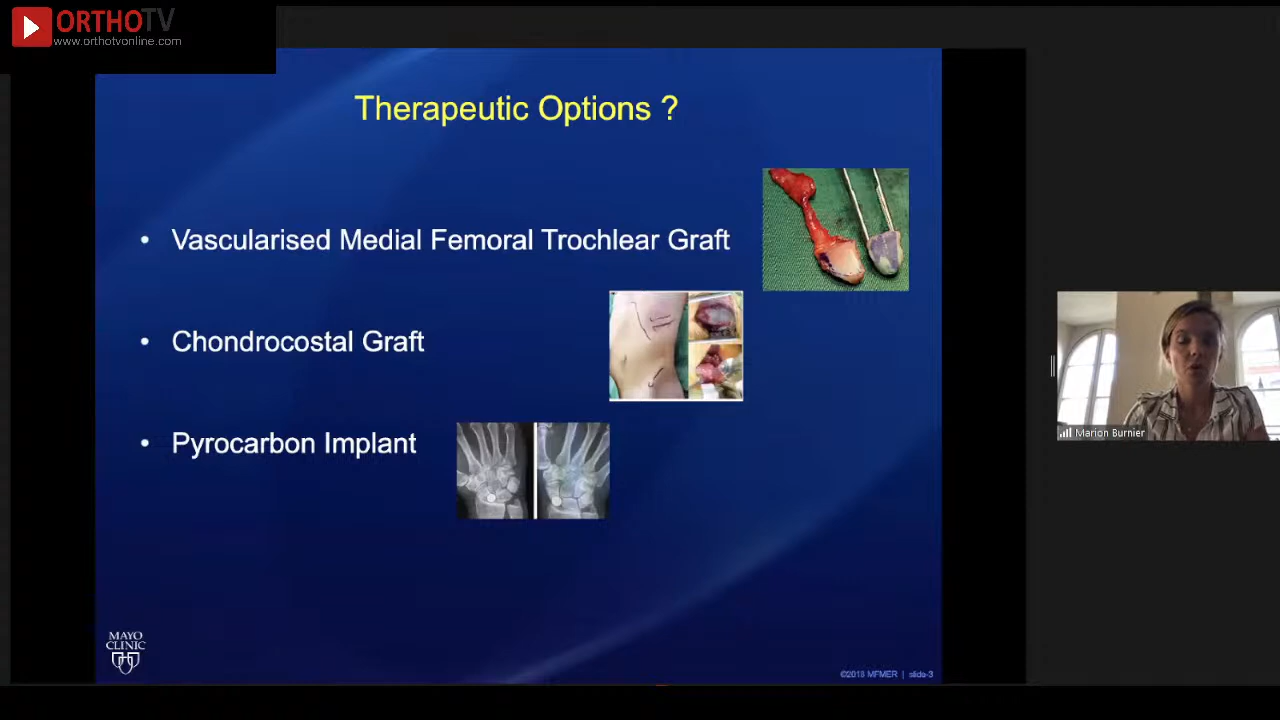 ORTHOTV
www.orthotvonline.com
Therapeutic Options ?
• Vascularised Medial Femoral Trochlear Graft
• Chondrocostal Graft
• Pyrocarbon Implant
Marion Burnier
MAYO
CLINIC
©2018 MFMER | slide-3